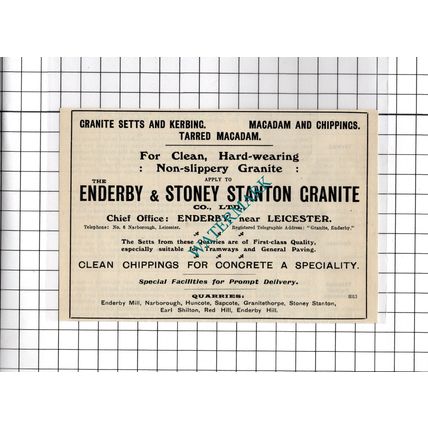 GRANITE SETTS AND KERBING. MACADAM AND CHIPPINGS.
TARRED MACADAM.
For Clean, Hard-wearing
: Non-slippery Granite :
APPLY TO
THE
ENDERBY & STONEY STANTON GRANITE
CO., LTD.
Chief Office: ENDERBY near LEICESTER.
Telephone: No. 6 Narborough, Leicester. Registered Telegraphic Address: "Granite, Enderby."
The Setts from these Quarries are of First-class Quality,
especially suitable for Tramways and General Paving.
CLEAN CHIPPINGS FOR CONCRETE A SPECIALITY.
Special Facilities for Prompt Delivery.
QUARRIES:
Enderby Mill, Narborough, Huncote, Sapcote, Granitethorpe, Stoney Stanton,
Earl Shilton, Red Hill, Enderby Hill.
WATERMARK